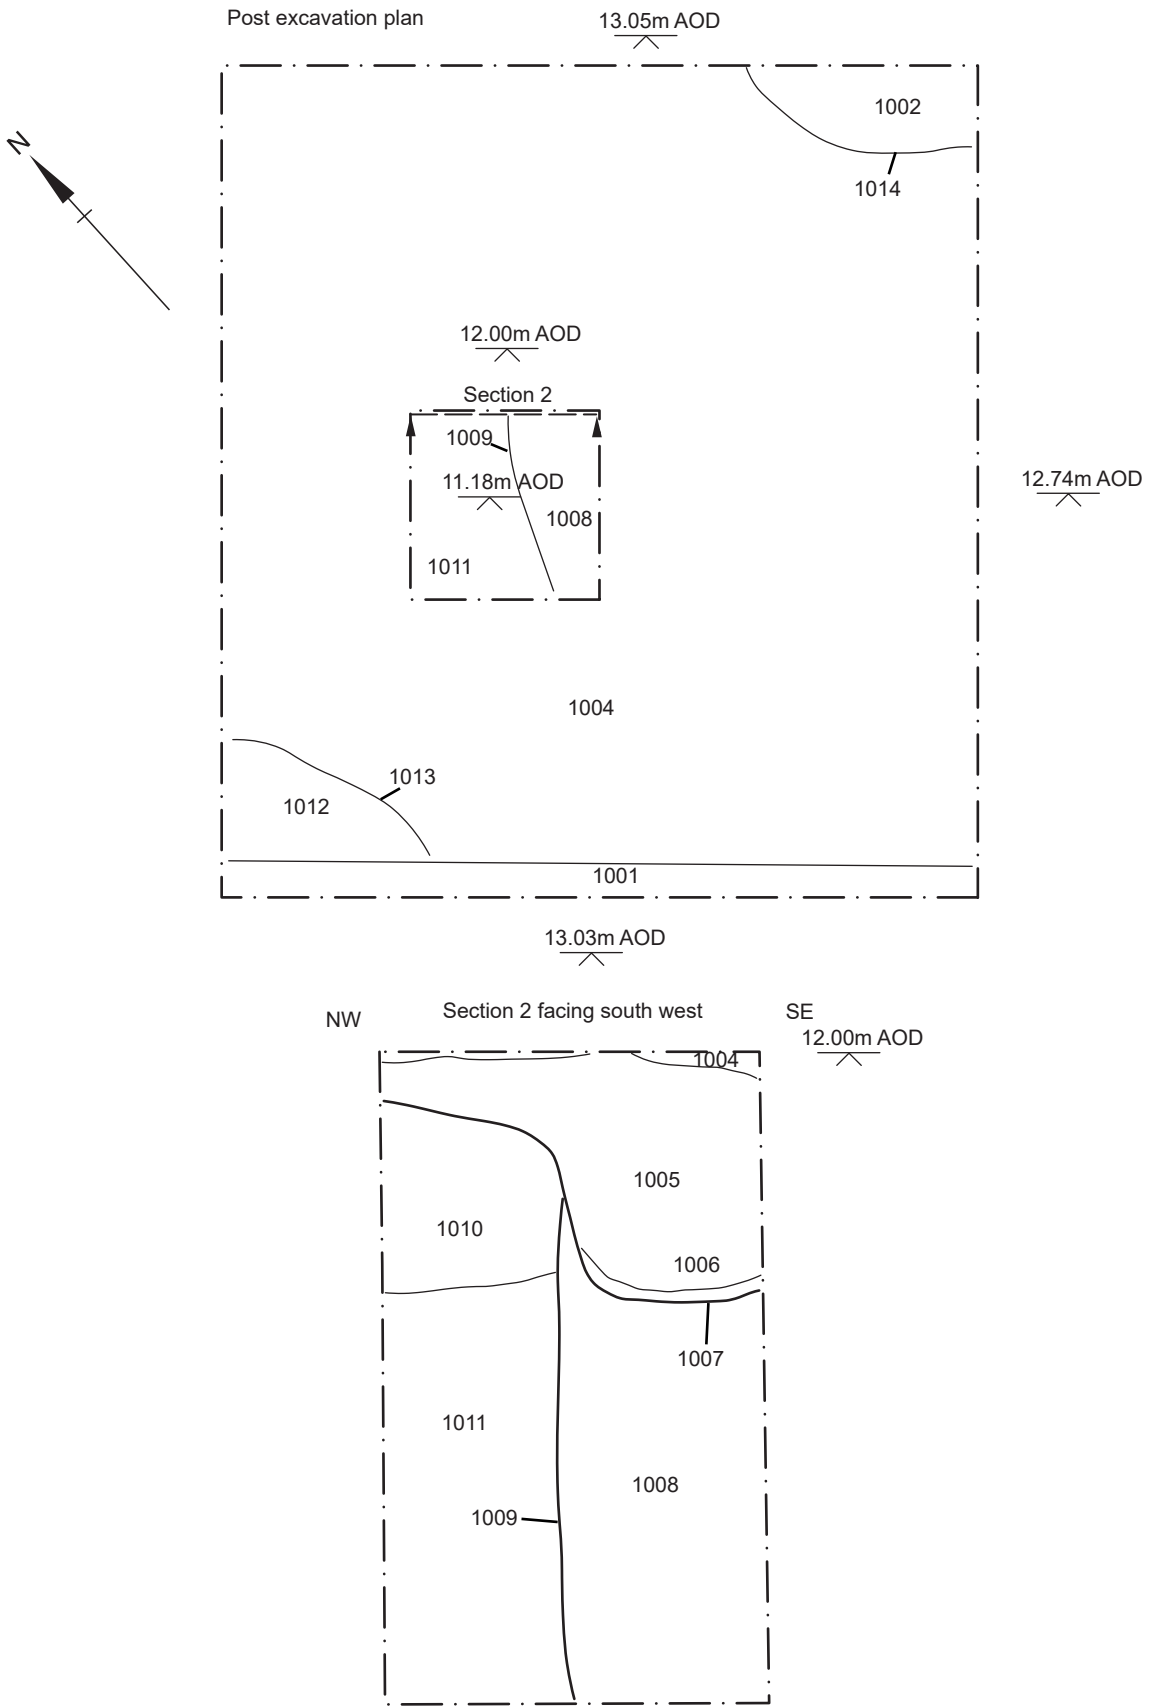 Post excavation plan
13.05m AOD
1002
N
1014
12.00m AOD
Section 2
1009
11.18m AOD
12.74m AOD
1008
1011
1004
1013
1012
1001
13.03m AOD
NW
Section 2 facing south west
SE
12.00m AOD
1004
1005
1010
1006
1007
1011
1008
1009